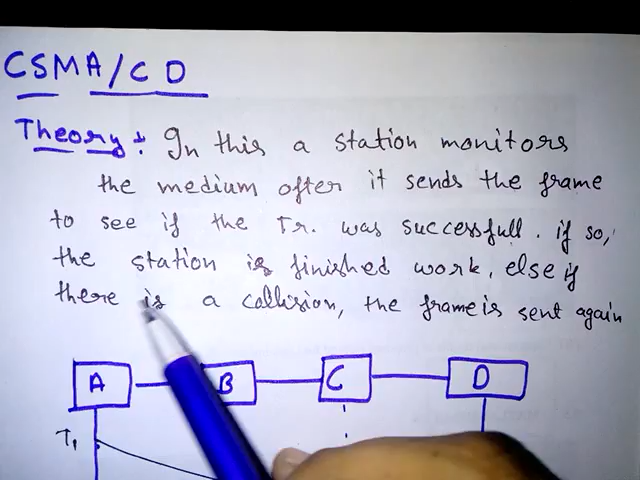 CSMA/CD
Theory: In this a station monitors
the medium after it sends the frame
to see if the Tr. was successfull. if so,
the station is finished work, else if
there is a collision, the frame is sent again
A B C D
T1